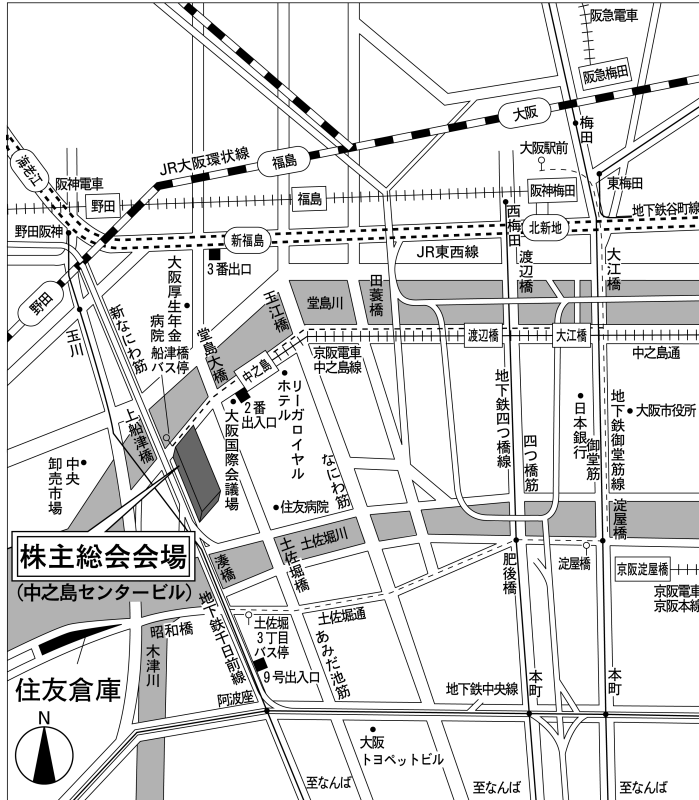 阪急電車
阪急梅田
大阪
梅田
大阪駅前
JR大阪環状線
福島
海老江
阪神電車
野田
福島
阪神梅田
東梅田
地下鉄谷町線
野田阪神
新福島
西梅田
北新地
3番出口
JR東西線
渡辺橋
大江橋
野田
玉川
新なにわ筋
大阪厚生年金
病院
船津橋
バス停
堂島大橋
玉江橋
堂島川
田蓑橋
渡辺橋
大江橋
中之島
京阪電車
中之島線
中之島通
上船津橋
2番
出入口
大阪国際会議場
リーガロイヤル
ホテル
なにわ筋
地下鉄四つ橋線
四つ橋筋
日本銀行
御堂筋
地下鉄御堂筋線
大阪市役所
中央
卸売市場
住友病院
淀屋橋
株主総会会場
(中之島センタービル)
湊橋
土佐堀橋
土佐堀川
肥後橋
淀屋橋
京阪淀屋橋
京阪電車
京阪本線
地下鉄千日前線
昭和橋
木津川
土佐堀
3丁目
バス停
土佐堀通
あみだ池筋
9号出入口
住友倉庫
阿波座
地下鉄中央線
本町
本町
N
大阪
トヨペットビル
至なんば
至なんば
至なんば